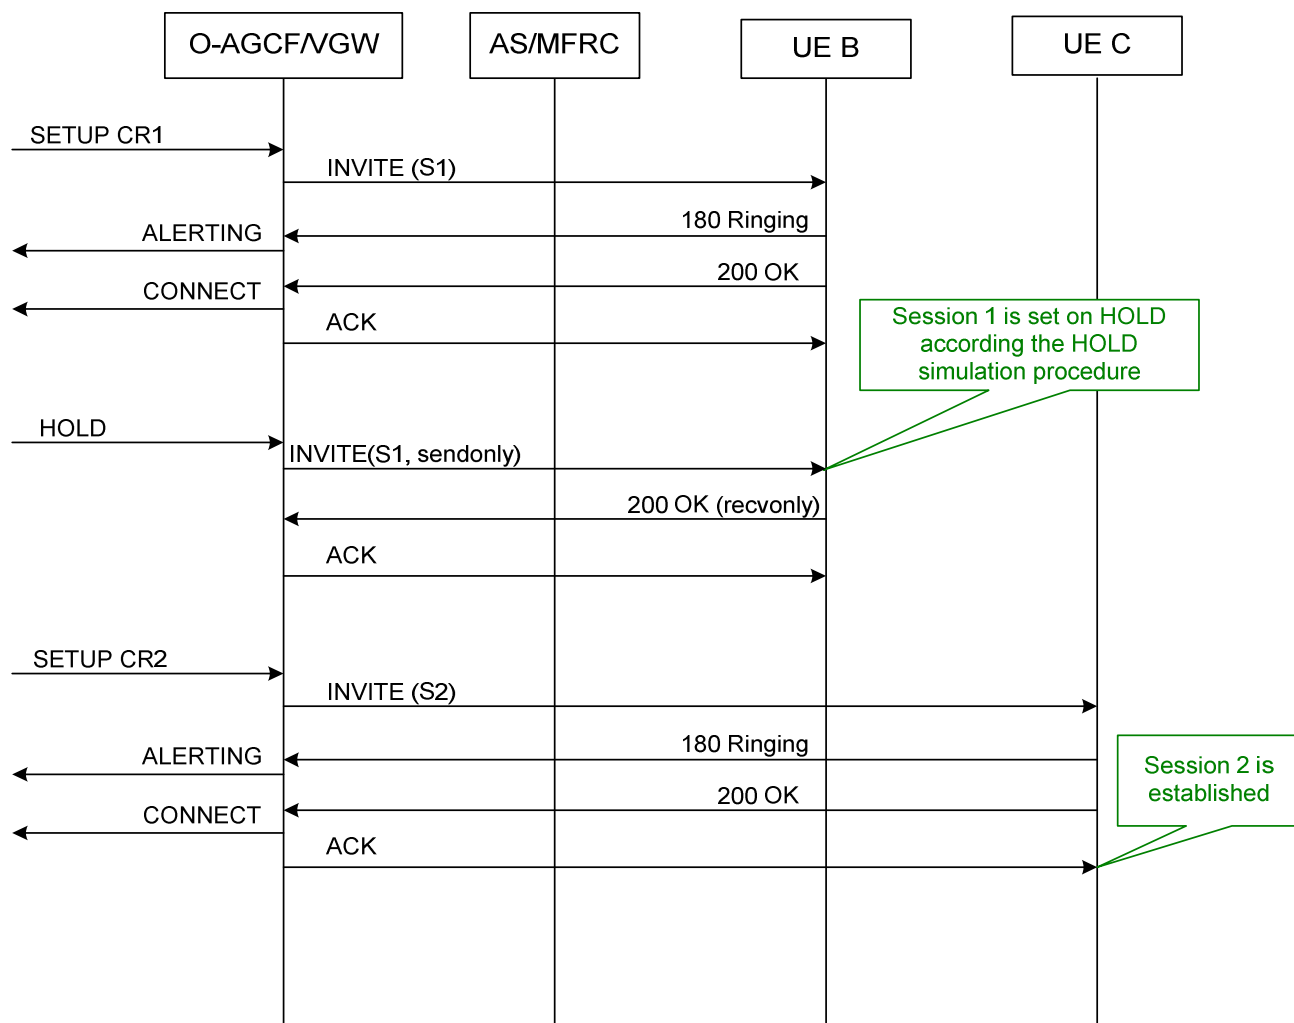 O-AGCF/VGW
AS/MFRC
UE B
UE C
SETUP CR1
INVITE (S1)
180 Ringing
ALERTING
200 OK
CONNECT
ACK
Session 1 is set on HOLD
according the HOLD
simulation procedure
HOLD
INVITE(S1, sendonly)
200 OK (recvonly)
ACK
SETUP CR2
INVITE (S2)
180 Ringing
ALERTING
Session 2 is
established
200 OK
CONNECT
ACK